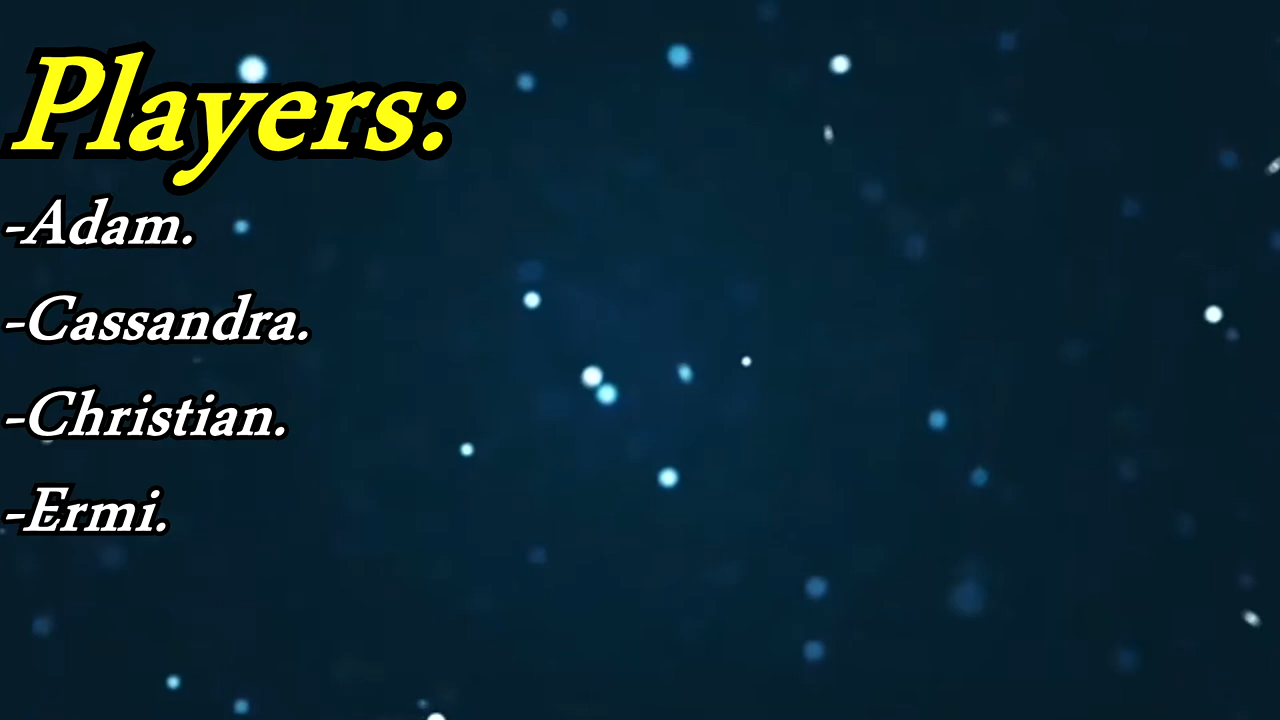 Players:
-Adam.
-Cassandra.
-Christian.
-Ermi.